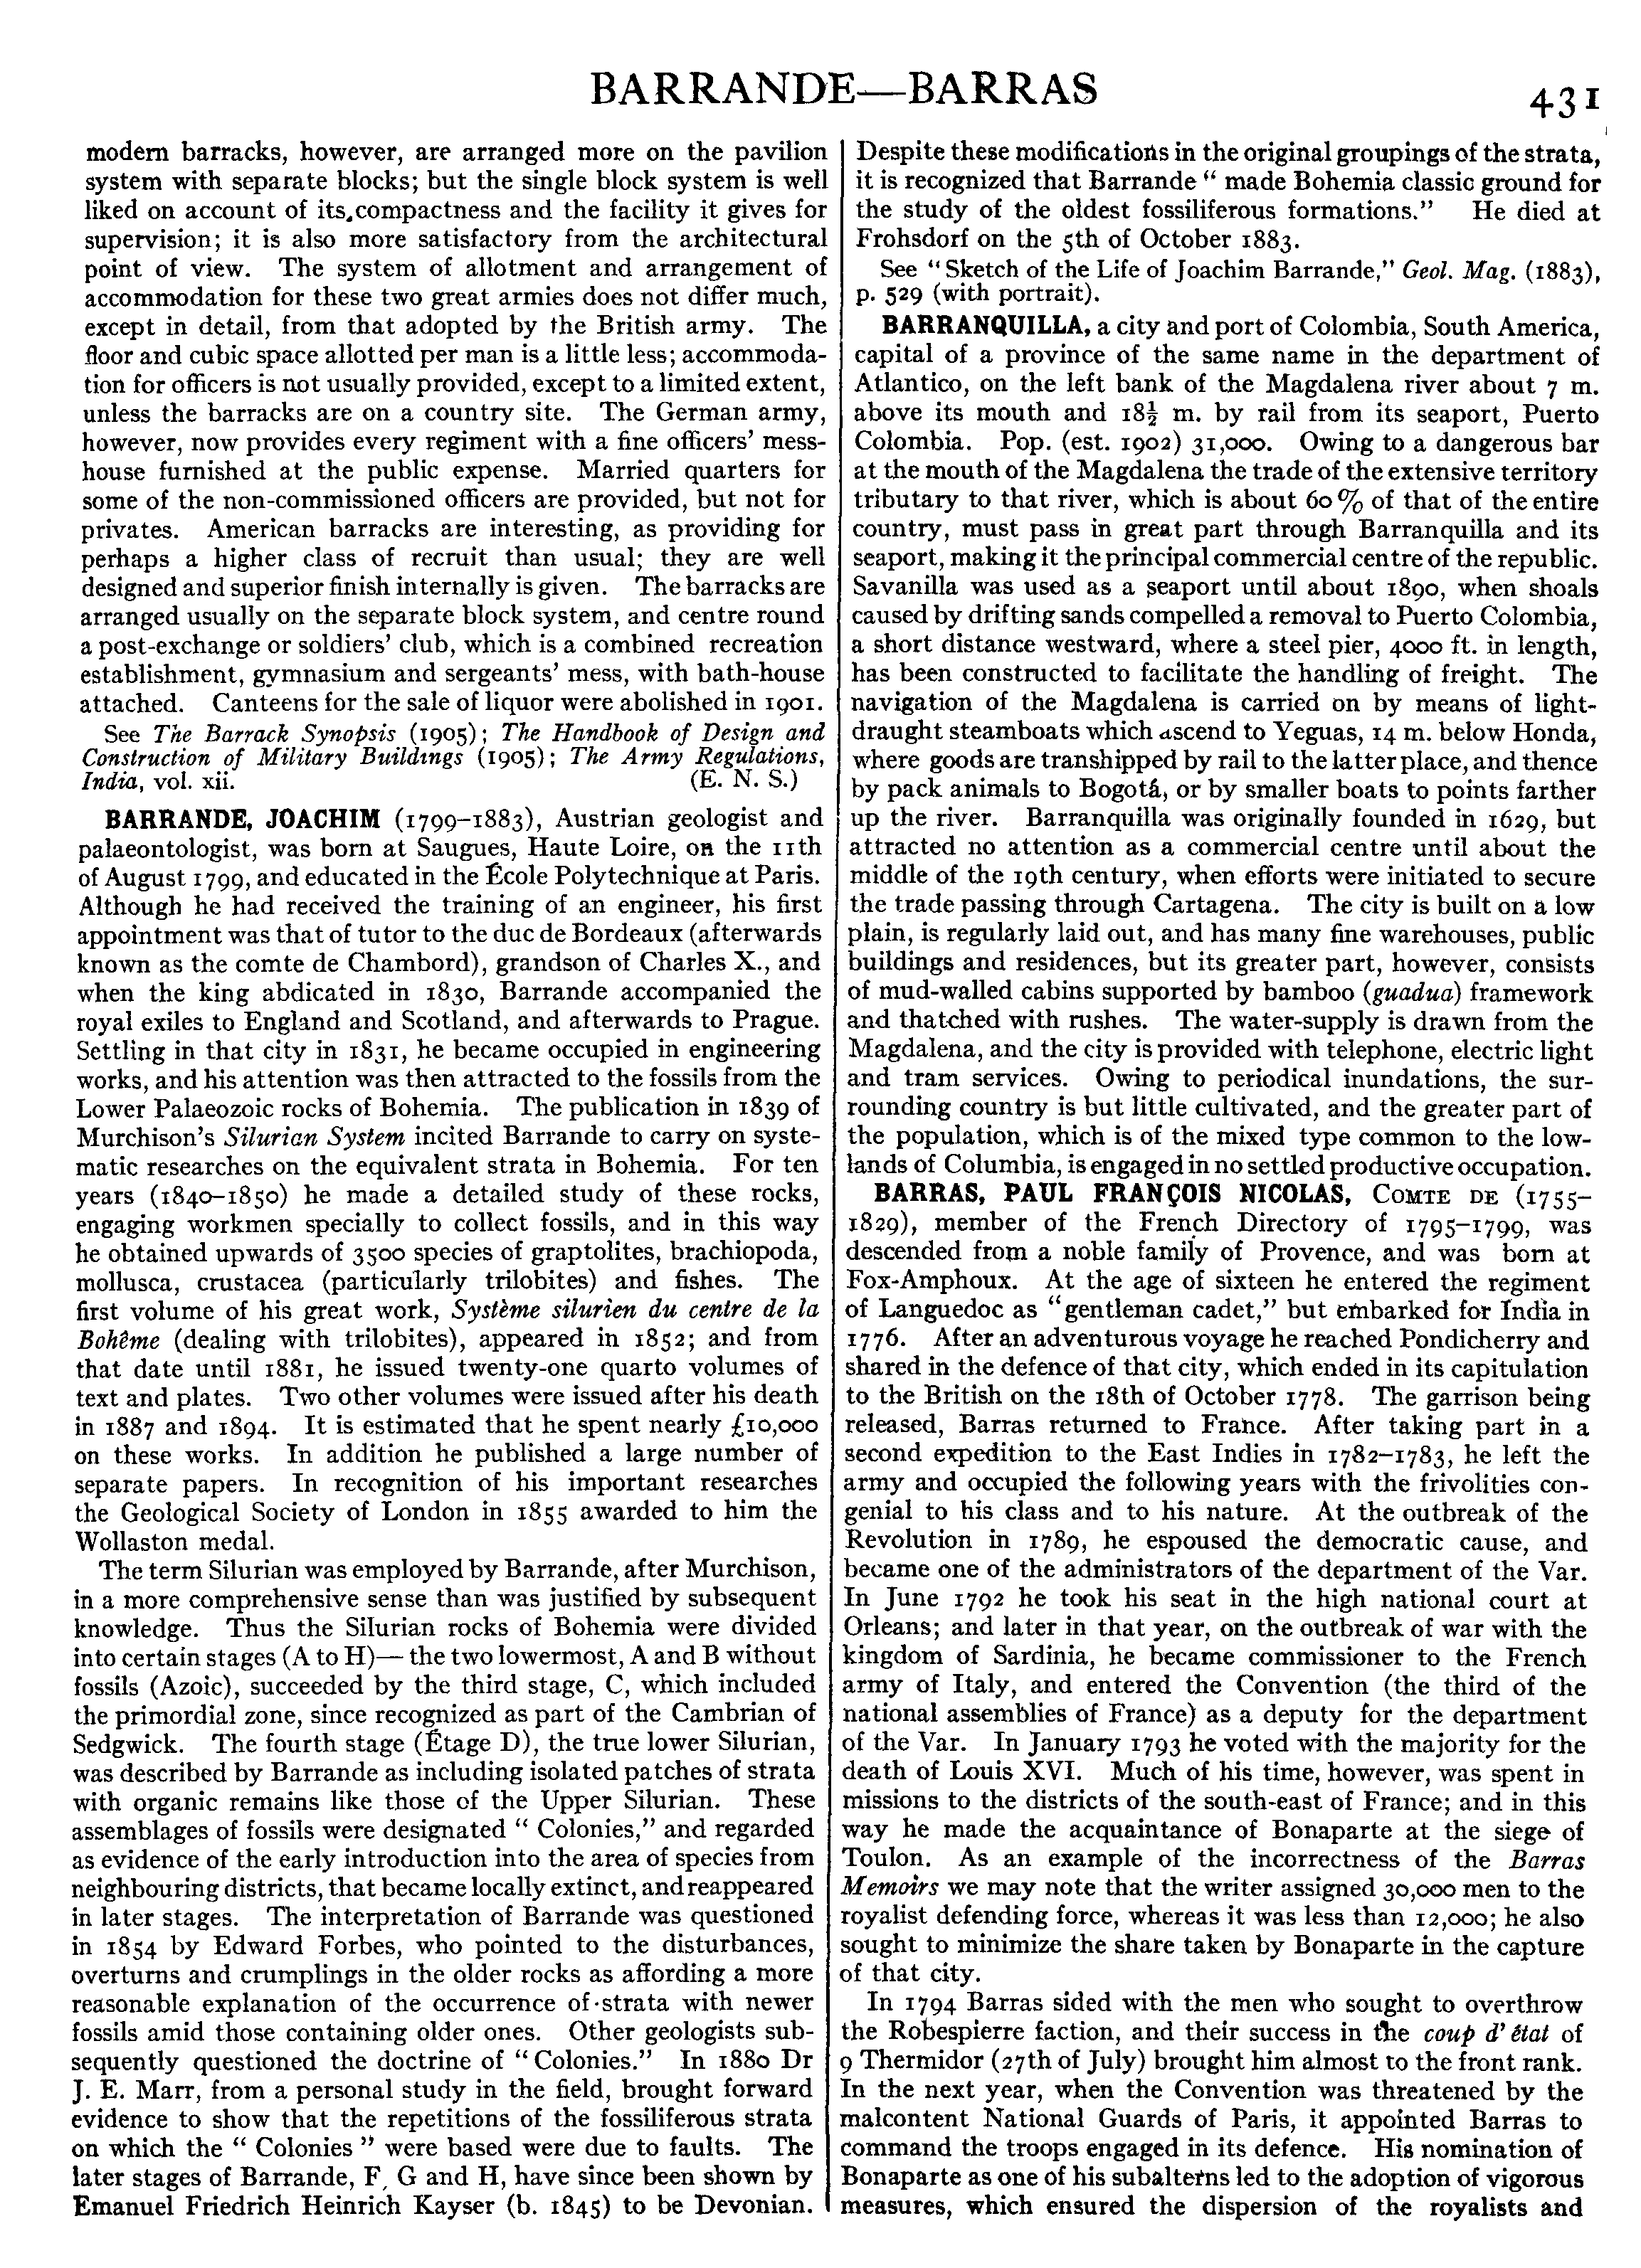 BARRANDE—BARRAS
431
modern barracks, however, are arranged more on the pavilion
system with separate blocks; but the single block system is well
liked on account of its compactness and the facility it gives for
supervision; it is also more satisfactory from the architectural
point of view. The system of allotment and arrangement of
accommodation for these two great armies does not differ much,
except in detail, from that adopted by the British army. The
floor and cubic space allotted per man is a little less; accommoda-
tion for officers is not usually provided, except to a limited extent,
unless the barracks are on a country site. The German army,
however, now provides every regiment with a fine officers' mess-
house furnished at the public expense. Married quarters for
some of the non-commissioned officers are provided, but not for
privates. American barracks are interesting, as providing for
perhaps a higher class of recruit than usual; they are well
designed and superior finish internally is given. The barracks are
arranged usually on the separate block system, and centre round
a post-exchange or soldiers' club, which is a combined recreation
establishment, gymnasium and sergeants' mess, with bath-house
attached. Canteens for the sale of liquor were abolished in 1901.
See The Barrack Synopsis (1905); The Handbook of Design and
Construction of Military Buildings (1905); The Army Regulations,
India, vol. xii. (E. N. S.)
BARRANDE, JOACHIM (1799–1883), Austrian geologist and
palaeontologist, was born at Saugues, Haute Loire, on the 11th
of August 1799, and educated in the École Polytechnique at Paris.
Although he had received the training of an engineer, his first
appointment was that of tutor to the duc de Bordeaux (afterwards
known as the comte de Chambord), grandson of Charles X., and
when the king abdicated in 1830, Barrande accompanied the
royal exiles to England and Scotland, and afterwards to Prague.
Settling in that city in 1831, he became occupied in engineering
works, and his attention was then attracted to the fossils from the
Lower Palaeozoic rocks of Bohemia. The publication in 1839 of
Murchison's Silurian System incited Barrande to carry on syste-
matic researches on the equivalent strata in Bohemia. For ten
years (1840–1850) he made a detailed study of these rocks,
engaging workmen specially to collect fossils, and in this way
he obtained upwards of 3500 species of graptolites, brachiopoda,
mollusca, crustacea (particularly trilobites) and fishes. The
first volume of his great work, Système silurien du centre de la
Bohême (dealing with trilobites), appeared in 1852; and from
that date until 1881, he issued twenty-one quarto volumes of
text and plates. Two other volumes were issued after his death
in 1887 and 1894. It is estimated that he spent nearly £10,000
on these works. In addition he published a large number of
separate papers. In recognition of his important researches
the Geological Society of London in 1855 awarded to him the
Wollaston medal.
The term Silurian was employed by Barrande, after Murchison,
in a more comprehensive sense than was justified by subsequent
knowledge. Thus the Silurian rocks of Bohemia were divided
into certain stages (A to H)—the two lowermost, A and B without
fossils (Azoic), succeeded by the third stage, C, which included
the primordial zone, since recognized as part of the Cambrian of
Sedgwick. The fourth stage (Étage D), the true lower Silurian,
was described by Barrande as including isolated patches of strata
with organic remains like those of the Upper Silurian. These
assemblages of fossils were designated " Colonies," and regarded
as evidence of the early introduction into the area of species from
neighbouring districts, that became locally extinct, and reappeared
in later stages. The interpretation of Barrande was questioned
in 1854 by Edward Forbes, who pointed to the disturbances,
overturns and crumplings in the older rocks as affording a more
reasonable explanation of the occurrence of strata with newer
fossils amid those containing older ones. Other geologists sub-
sequently questioned the doctrine of " Colonies." In 1880 Dr
J. E. Marr, from a personal study in the field, brought forward
evidence to show that the repetitions of the fossiliferous strata
on which the " Colonies " were based were due to faults. The
later stages of Barrande, F, G and H, have since been shown by
Emanuel Friedrich Heinrich Kayser (b. 1845) to be Devonian.
Despite these modifications in the original groupings of the strata,
it is recognized that Barrande " made Bohemia classic ground for
the study of the oldest fossiliferous formations." He died at
Frohsdorf on the 5th of October 1883.
See " Sketch of the Life of Joachim Barrande," Geol. Mag. (1883),
p. 529 (with portrait).
BARRANQUILLA, a city and port of Colombia, South America,
capital of a province of the same name in the department of
Atlantico, on the left bank of the Magdalena river about 7 m.
above its mouth and 18½ m. by rail from its seaport, Puerto
Colombia. Pop. (est. 1902) 31,000. Owing to a dangerous bar
at the mouth of the Magdalena the trade of the extensive territory
tributary to that river, which is about 60 % of that of the entire
country, must pass in great part through Barranquilla and its
seaport, making it the principal commercial centre of the republic.
Savanilla was used as a seaport until about 1890, when shoals
caused by drifting sands compelled a removal to Puerto Colombia,
a short distance westward, where a steel pier, 4000 ft. in length,
has been constructed to facilitate the handling of freight. The
navigation of the Magdalena is carried on by means of light-
draught steamboats which ascend to Yeguas, 14 m. below Honda,
where goods are transhipped by rail to the latter place, and thence
by pack animals to Bogotá, or by smaller boats to points farther
up the river. Barranquilla was originally founded in 1629, but
attracted no attention as a commercial centre until about the
middle of the 19th century, when efforts were initiated to secure
the trade passing through Cartagena. The city is built on a low
plain, is regularly laid out, and has many fine warehouses, public
buildings and residences, but its greater part, however, consists
of mud-walled cabins supported by bamboo (guadua) framework
and thatched with rushes. The water-supply is drawn from the
Magdalena, and the city is provided with telephone, electric light
and tram services. Owing to periodical inundations, the sur-
rounding country is but little cultivated, and the greater part of
the population, which is of the mixed type common to the low-
lands of Columbia, is engaged in no settled productive occupation.
BARRAS, PAUL FRANÇOIS NICOLAS, COMTE DE (1755–
1829), member of the French Directory of 1795–1799, was
descended from a noble family of Provence, and was born at
Fox-Amphoux. At the age of sixteen he entered the regiment
of Languedoc as "gentleman cadet," but embarked for India in
1776. After an adventurous voyage he reached Pondicherry and
shared in the defence of that city, which ended in its capitulation
to the British on the 18th of October 1778. The garrison being
released, Barras returned to France. After taking part in a
second expedition to the East Indies in 1782–1783, he left the
army and occupied the following years with the frivolities con-
genial to his class and to his nature. At the outbreak of the
Revolution in 1789, he espoused the democratic cause, and
became one of the administrators of the department of the Var.
In June 1792 he took his seat in the high national court at
Orleans; and later in that year, on the outbreak of war with the
kingdom of Sardinia, he became commissioner to the French
army of Italy, and entered the Convention (the third of the
national assemblies of France) as a deputy for the department
of the Var. In January 1793 he voted with the majority for the
death of Louis XVI. Much of his time, however, was spent in
missions to the districts of the south-east of France; and in this
way he made the acquaintance of Bonaparte at the siege of
Toulon. As an example of the incorrectness of the Barras
Memoirs we may note that the writer assigned 30,000 men to the
royalist defending force, whereas it was less than 12,000; he also
sought to minimize the share taken by Bonaparte in the capture
of that city.
In 1794 Barras sided with the men who sought to overthrow
the Robespierre faction, and their success in the coup d'état of
9 Thermidor (27th of July) brought him almost to the front rank.
In the next year, when the Convention was threatened by the
malcontent National Guards of Paris, it appointed Barras to
command the troops engaged in its defence. His nomination of
Bonaparte as one of his subalterns led to the adoption of vigorous
measures, which ensured the dispersion of the royalists and